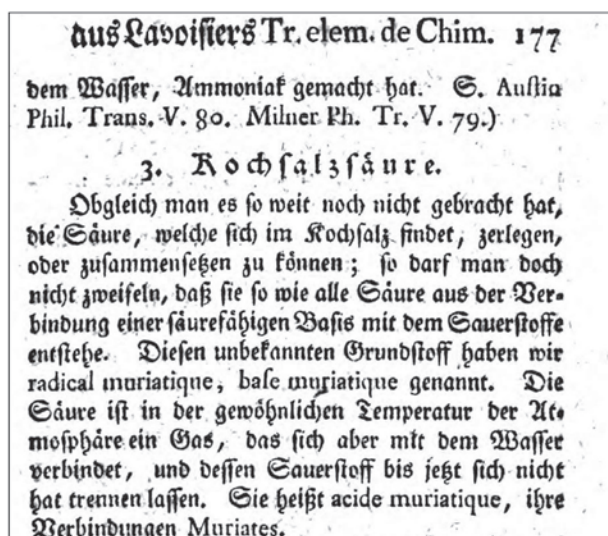 aus Lavoisiers Tr. elem. de Chim. 177
dem Wasser, Ammoniak gemacht hat. S. Austin
Phil. Trans. V. 80. Milner Ph. Tr. V. 79.)
3. Kochsalzsäure.
Obgleich man es so weit noch nicht gebracht hat,
die Säure, welche sich im Kochsalz findet, zerlegen,
oder zusammensetzen zu können; so darf man doch
nicht zweifeln, daß sie so wie alle Säure aus der Ver-
bindung einer säurefähigen Basis mit dem Sauerstoffe
entstehe. Diesen unbekannten Grundstoff haben wir
radical muriatique, base muriatique genannt. Die
Säure ist in der gewöhnlichen Temperatur der At-
mosphäre ein Gas, das sich aber mit dem Wasser
verbindet, und dessen Sauerstoff bis jetzt sich nicht
hat trennen lassen. Sie heißt acide muriatique, ihre
Verbindungen Muriates.